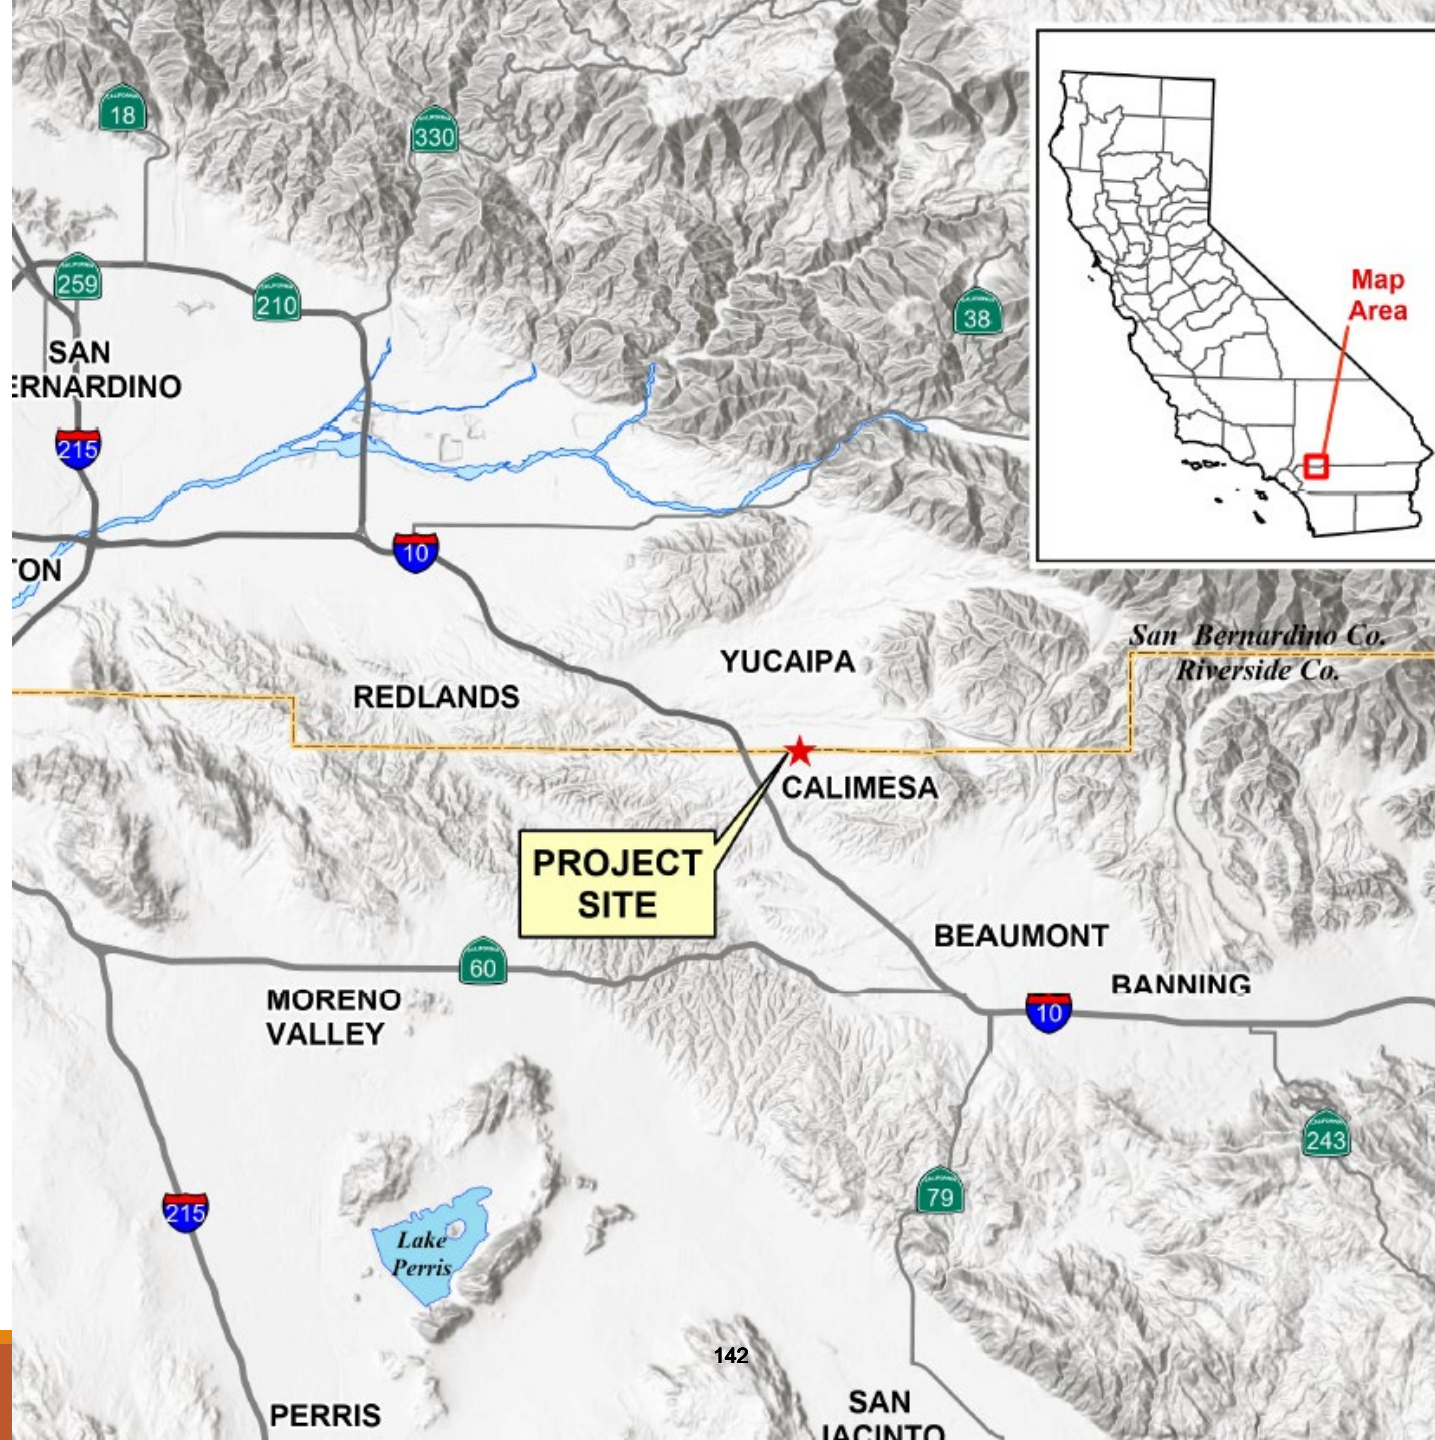 18
330
259
210
38
Map
Area
SAN
ERNARDINO
215
10
TON
San Bernardino Co.
Riverside Co.
YUCAIPA
REDLANDS
CALIMESA
PROJECT
SITE
BEAUMONT
60
BANNING
MORENO
VALLEY
10
243
79
215
Lake
Perris
142
PERRIS
SAN
JACINTO